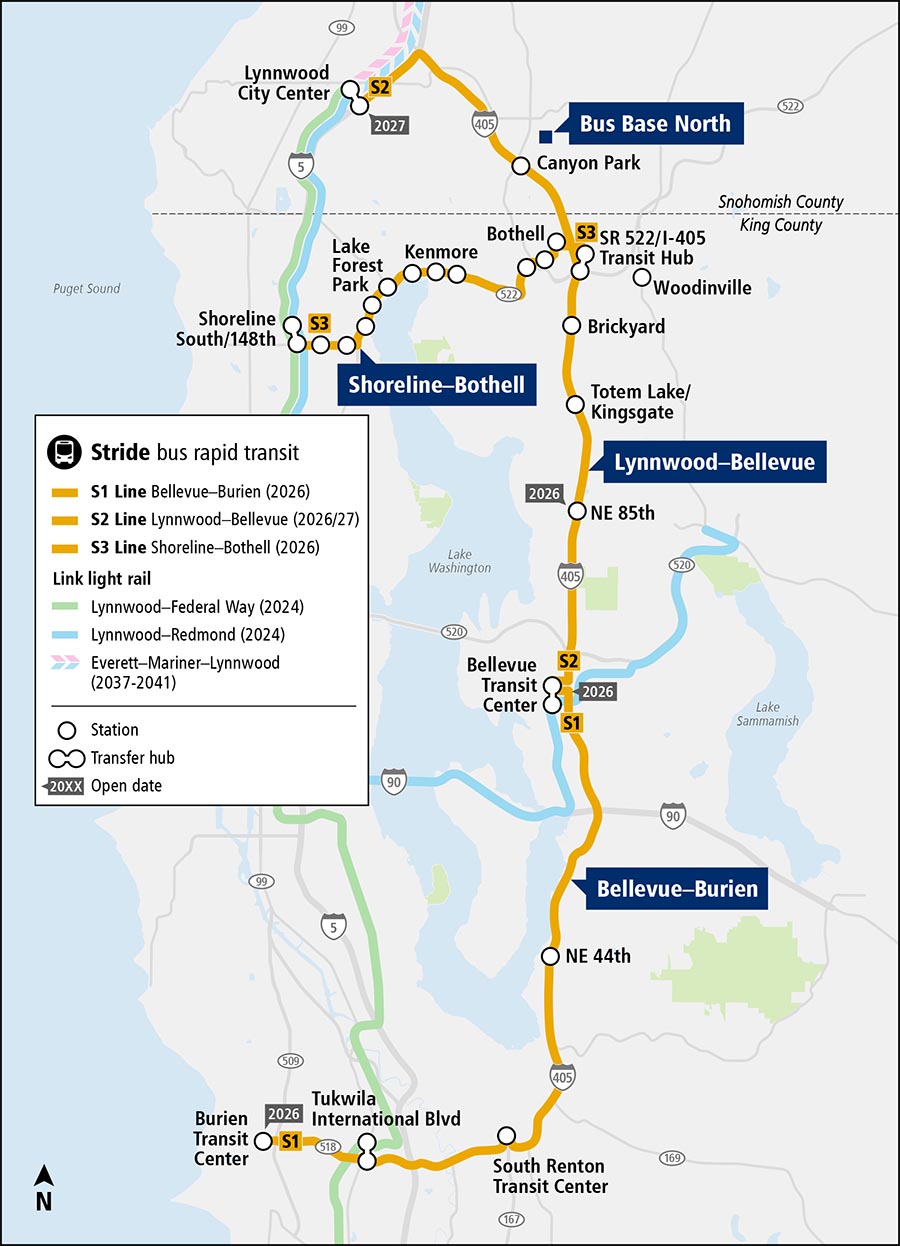 99
Lynnwood
City Center
S2
2027
405
522
Bus Base North
5
Canyon Park
Snohomish County
King County
Bothell
S3
SR 522/I-405
Transit Hub
Lake
Forest
Park
Kenmore
Puget Sound
522
Woodinville
Shoreline
South/148th
S3
Brickyard
Shoreline–Bothell
Totem Lake/
Kingsgate
Lynnwood–Bellevue
2026
NE 85th
Stride bus rapid transit
S1 Line Bellevue–Burien (2026)
S2 Line Lynnwood–Bellevue (2026/27)
S3 Line Shoreline–Bothell (2026)
Link light rail
Lynnwood–Federal Way (2024)
Lynnwood–Redmond (2024)
Everett–Mariner–Lynnwood
(2037-2041)
Station
Transfer hub
20XX Open date
Lake
Washington
405
520
520
S2
Bellevue
Transit
Center
2026
S1
Lake
Sammamish
90
90
99
Bellevue–Burien
5
NE 44th
509
405
Tukwila
International Blvd
2026
Burien
Transit
Center
S1
518
South Renton
Transit Center
169
167
N